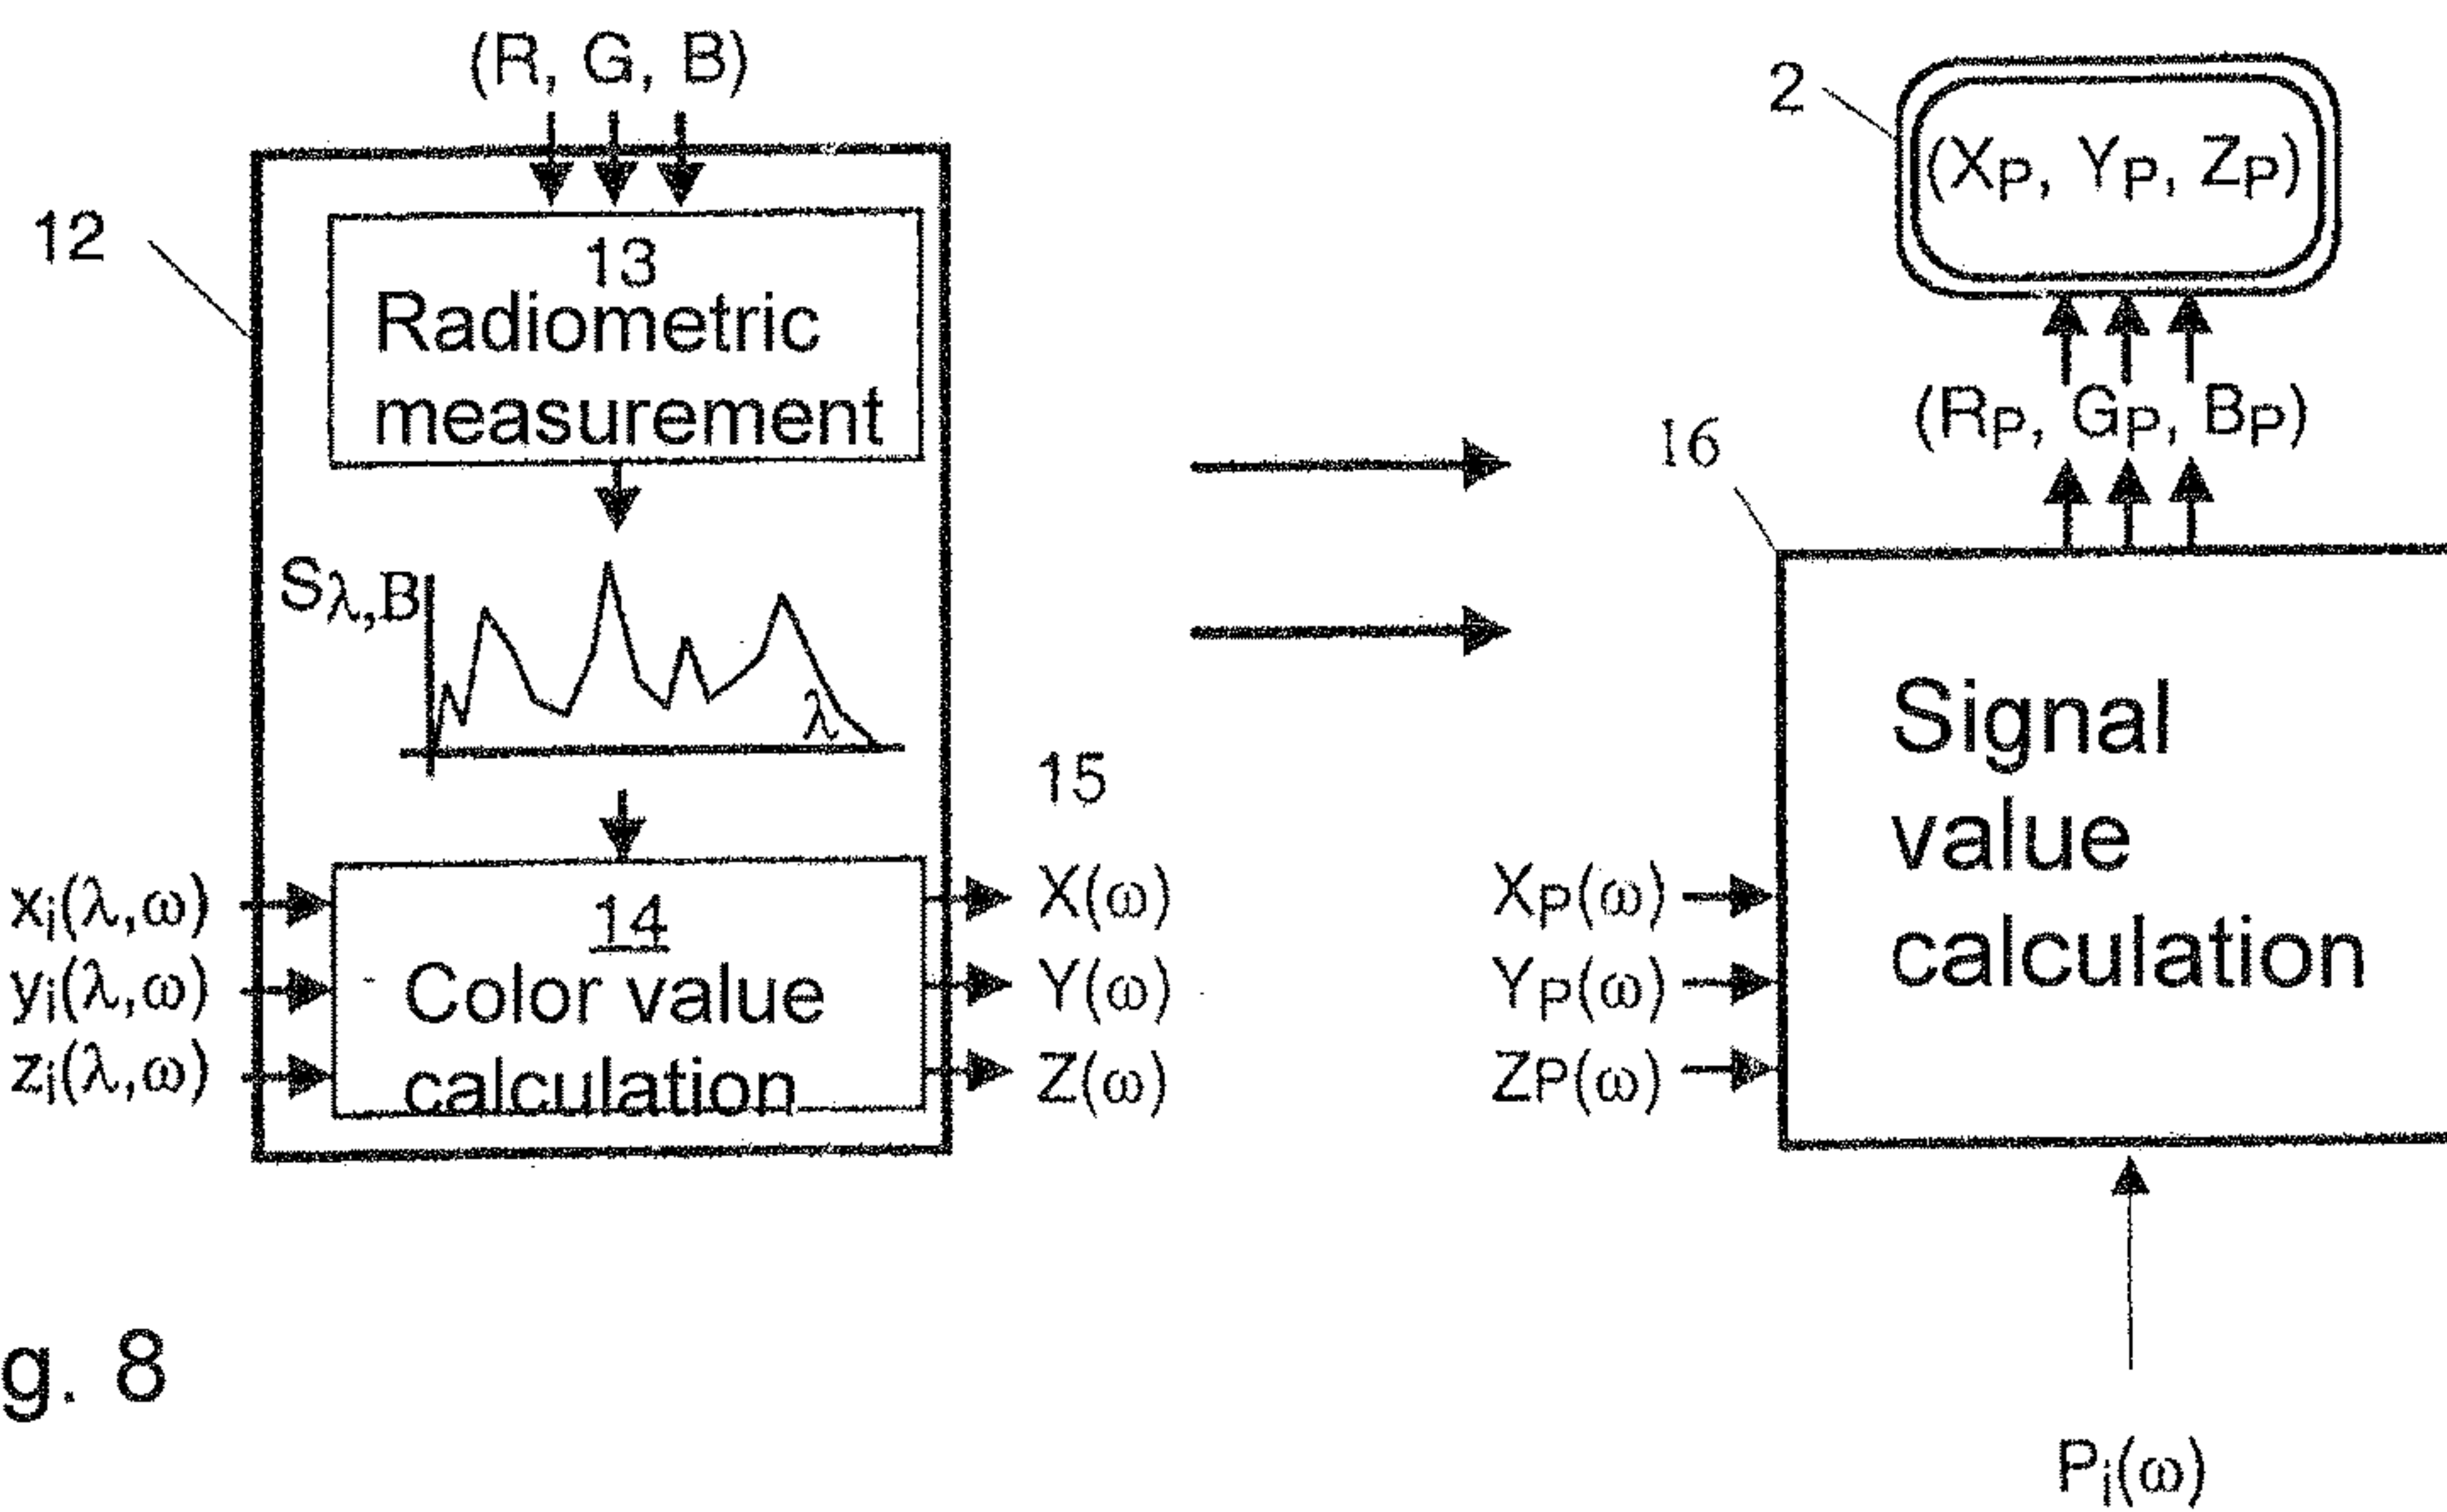 (R, G, B)
12
13
Radiometric
measurement
Sλ,B
λ
15
xi(λ,ω)
yi(λ,ω)
zi(λ,ω)
14
Color value
calculation
X(ω)
Y(ω)
Z(ω)
2
(XP, YP, ZP)
(RP, GP, BP)
16
Signal
value
calculation
XP(ω)
YP(ω)
ZP(ω)
Pi(ω)
g. 8